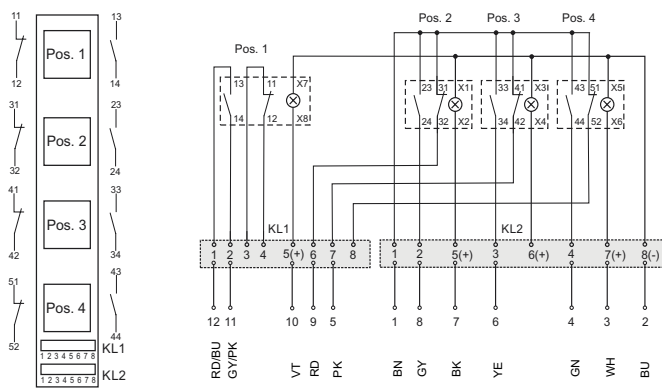 11 13
Pos. 1
12 14
31 23
Pos. 2
32 24
41 33
Pos. 3
42 34
51 43
Pos. 4
52 44
KL1
1 2 3 4 5 6 7 8
KL2
1 2 3 4 5 6 7 8
Pos. 2 Pos. 3 Pos. 4
Pos. 1
13 11 X7 23 31 X1 33 41 X3 43 51 X5
14 12 X8 24 32 X2 34 42 X4 44 52 X6
KL1 KL2
1 2 3 4 5(+) 6 7 8 1 2 5(+) 3 6(+) 4 7(+) 8(-)
12 11 10 9 5 1 8 7 6 4 3 2
RD/BU GY/PK VT RD PK BN GY BK YE GN WH BU